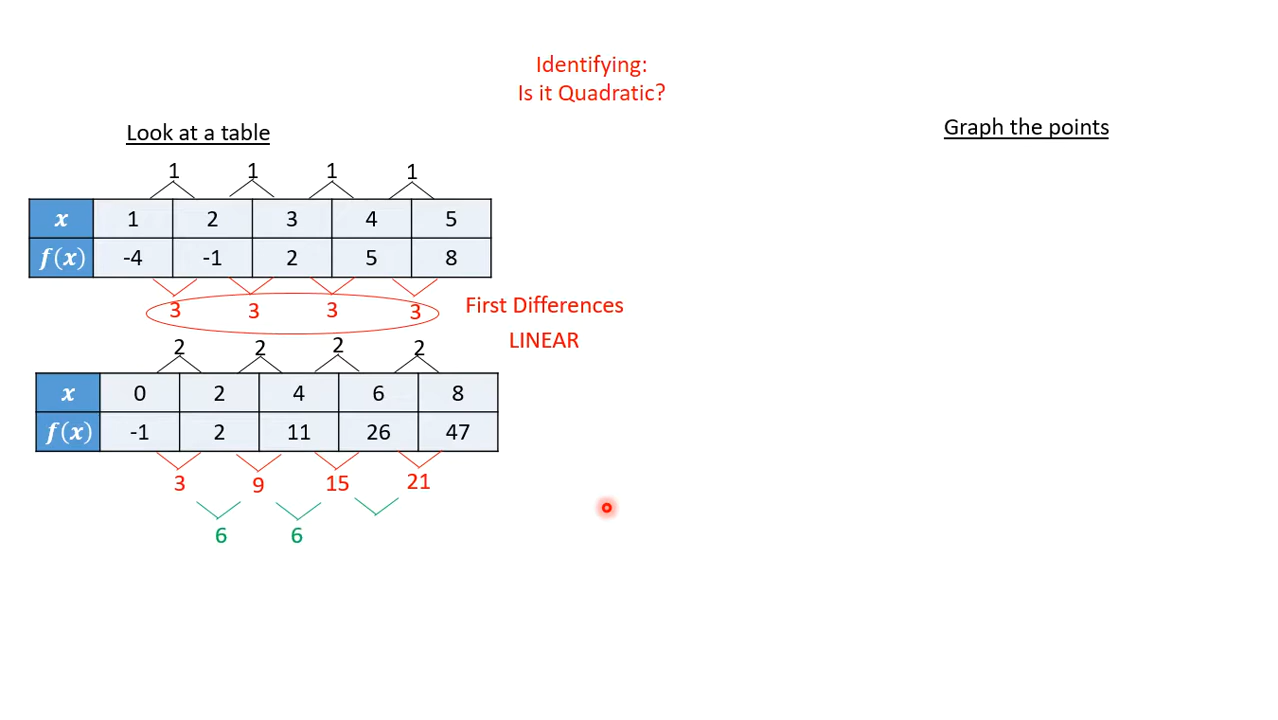 Identifying:
Is it Quadratic?
Look at a table
Graph the points
1 1 1 1
x 1 2 3 4 5
f(x) -4 -1 2 5 8
3 3 3 3
First Differences
LINEAR
2 2 2 2
x 0 2 4 6 8
f(x) -1 2 11 26 47
3 9 15 21
6 6